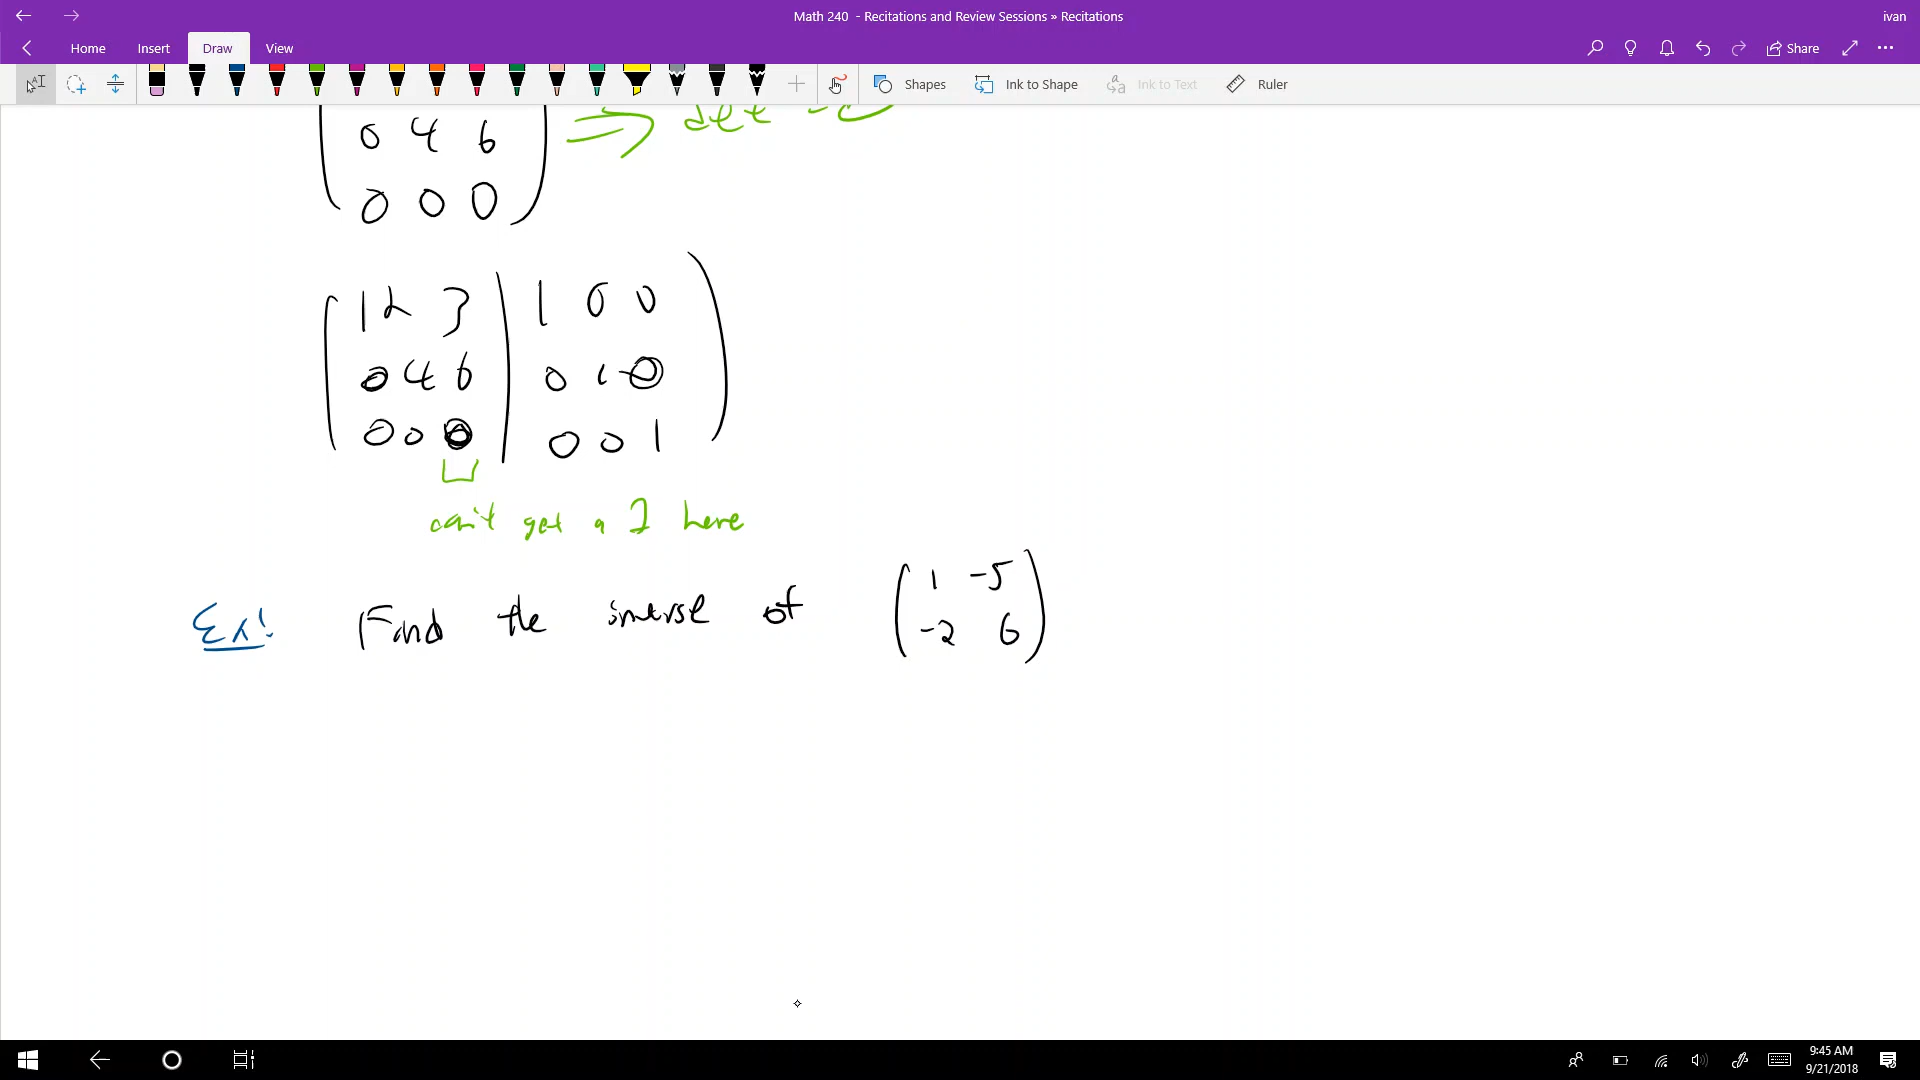 Math 240 - Recitations and Review Sessions » Recitations
ivan
Home Insert Draw View
Share
Shapes Ink to Shape Ink to Text Ruler
0 4 6 det = 0
0 0 0
1 2 3 | 1 0 0
0 4 6 | 0 1 0
0 0 0 | 0 0 1
can't get a 1 here
Ex: Find the inverse of
1 -5
-2 6
9:45 AM
9/21/2018